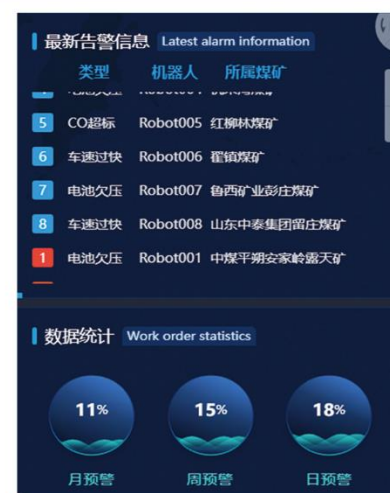 最新告警信息 Latest alarm information
类型 机器人 所属煤矿
5 CO超标 Robot005 红柳林煤矿
6 车速过快 Robot006 翟镇煤矿
7 电池欠压 Robot007 鲁西矿业彭庄煤矿
8 车速过快 Robot008 山东中泰集团留庄煤矿
1 电池欠压 Robot001 中煤平朔安家岭露天矿
数据统计 Work order statistics
11% 15% 18%
月预警 周预警 日预警